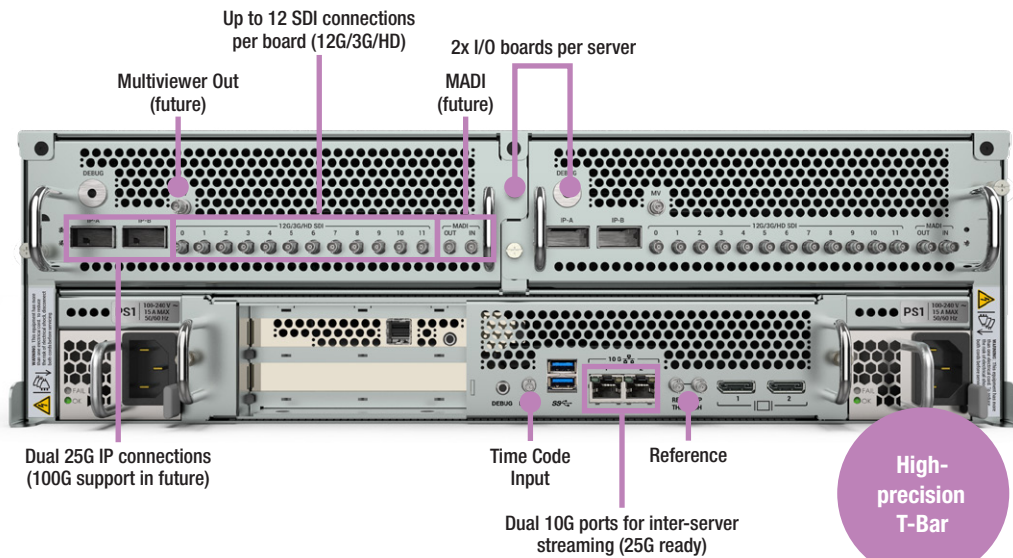 Up to 12 SDI connections
per board (12G/3G/HD)
2x I/O boards per server
Multiviewer Out
(future)
MADI
(future)
DEBUG
DEBUG
MV
IP-A
IP-B
12G/3G/HD SDI
MADI
0 1 2 3 4 5 6 7 8 9 10 11 OUT IN
IP-A
IP-B
12G/3G/HD SDI
MADI
0 1 2 3 4 5 6 7 8 9 10 11 OUT IN
PS1
100-240 V ~
15 A MAX
50/60 Hz
10 G
PS1
100-240 V ~
15 A MAX
50/60 Hz
FAIL
OK
DEBUG
SS
1 2
FAIL
OK
Dual 25G IP connections
(100G support in future)
Time Code
Input
Reference
Dual 10G ports for inter-server
streaming (25G ready)
High-
precision
T-Bar